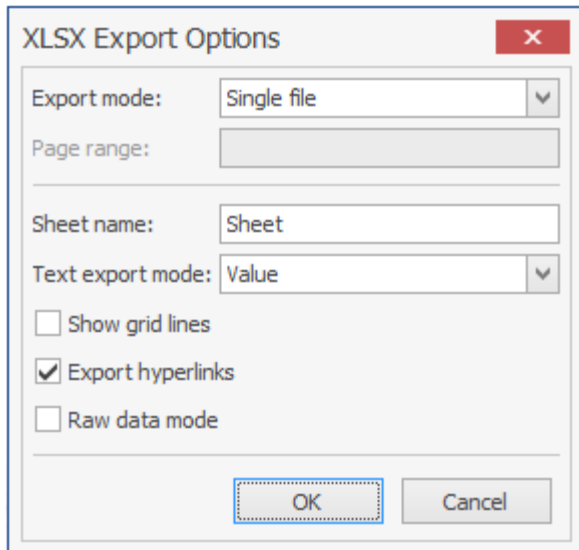 XLSX Export Options
Export mode: Single file
Page range:
Sheet name: Sheet
Text export mode: Value
Show grid lines
Export hyperlinks
Raw data mode
OK Cancel